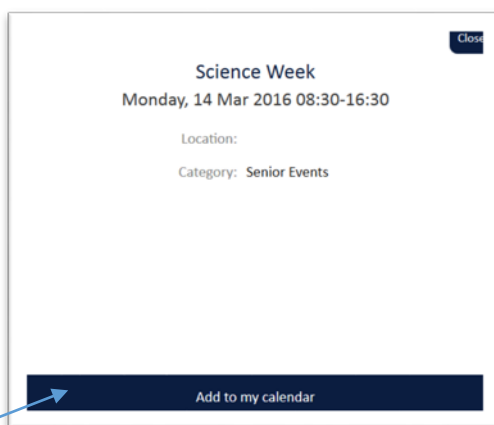 Close
Science Week
Monday, 14 Mar 2016 08:30-16:30
Location:
Category: Senior Events
Add to my calendar